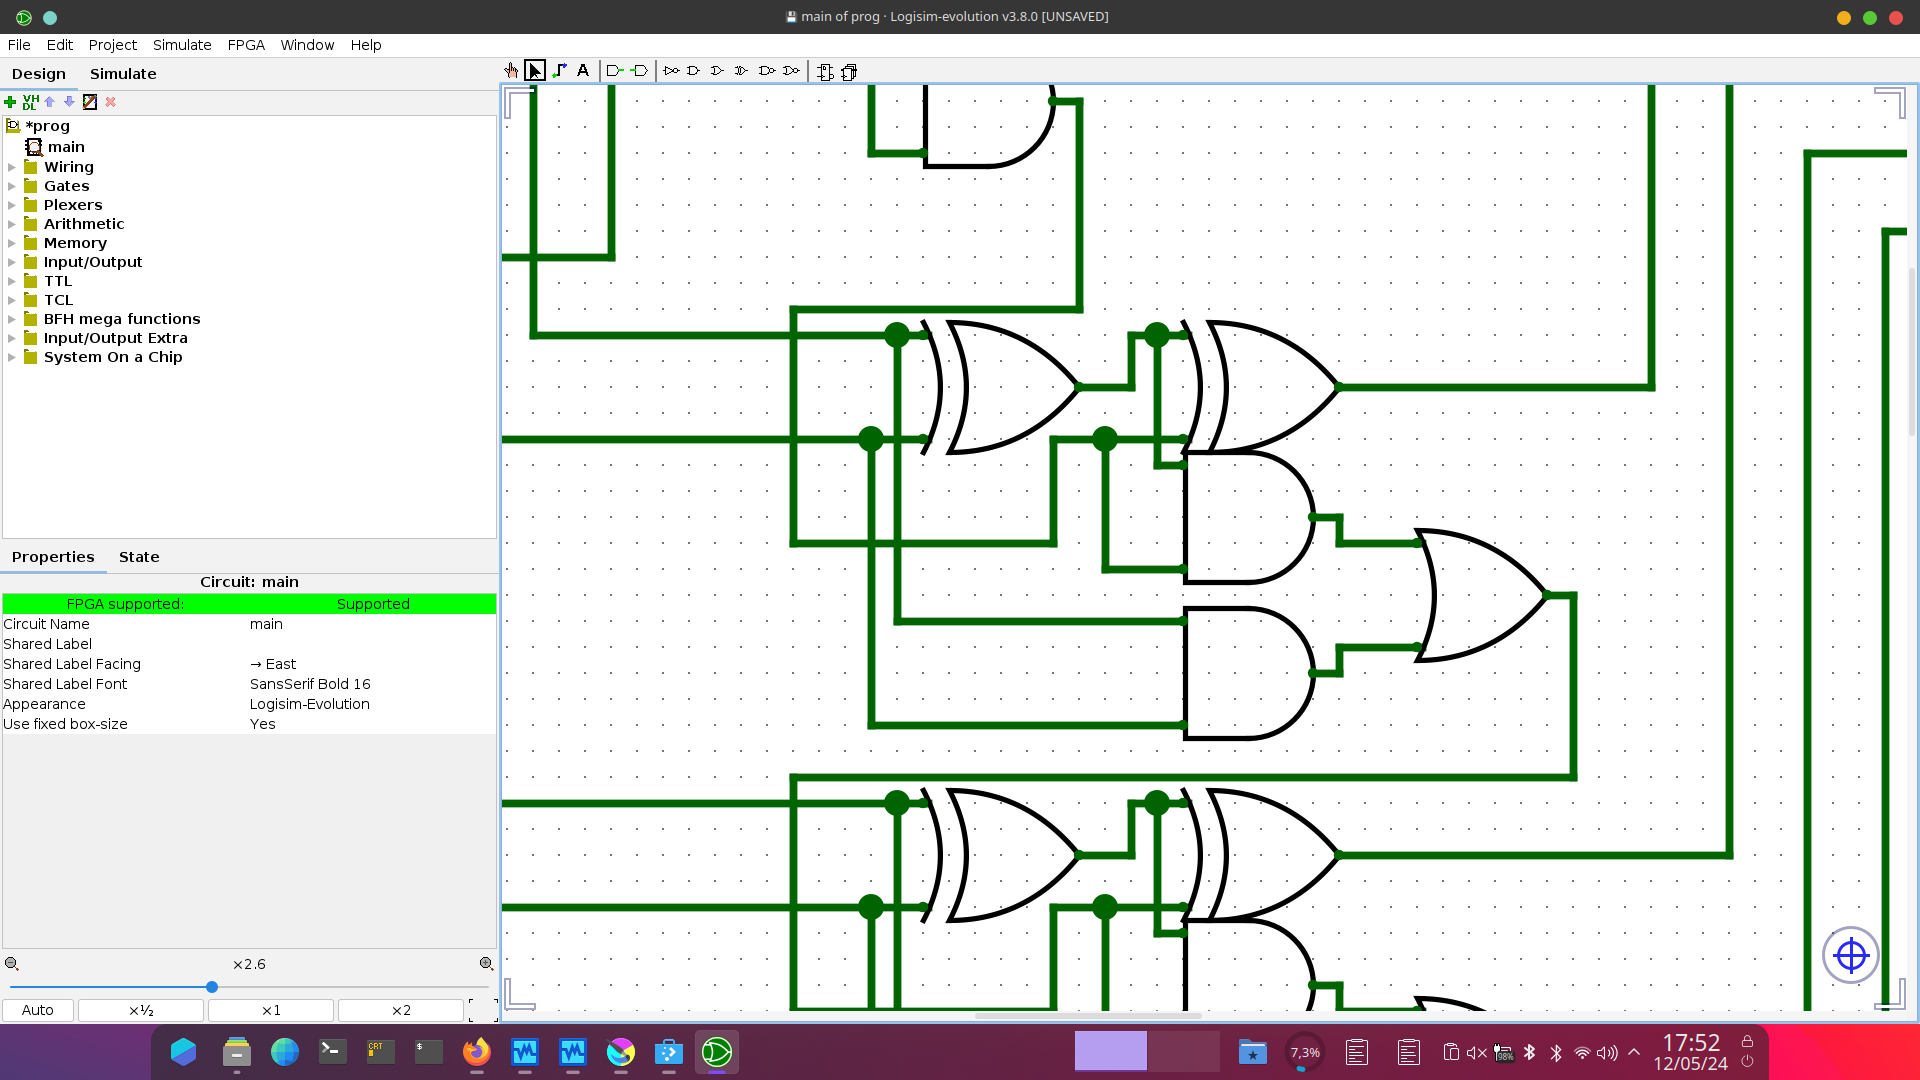 main of prog · Logisim-evolution v3.8.0 [UNSAVED]
File Edit Project Simulate FPGA Window Help
Design Simulate
A
VH
DL
*prog
main
Wiring
Gates
Plexers
Arithmetic
Memory
Input/Output
TTL
TCL
BFH mega functions
Input/Output Extra
System On a Chip
Properties State
Circuit: main
FPGA supported: Supported
Circuit Name main
Shared Label
Shared Label Facing → East
Shared Label Font SansSerif Bold 16
Appearance Logisim-Evolution
Use fixed box-size Yes
×2.6
Auto ×½ ×1 ×2
CRT
$
7,3%
98%
17:52
12/05/24